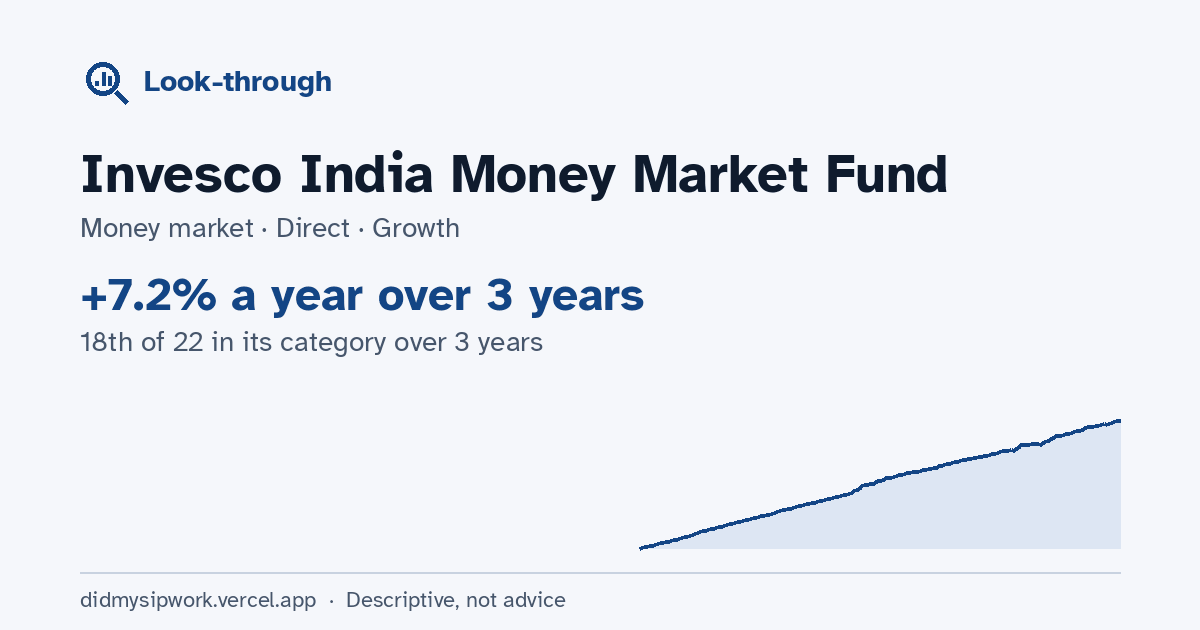 Look-through
Invesco India Money Market Fund
Money market · Direct · Growth
+7.2% a year over 3 years
18th of 22 in its category over 3 years
didmysipwork.vercel.app · Descriptive, not advice